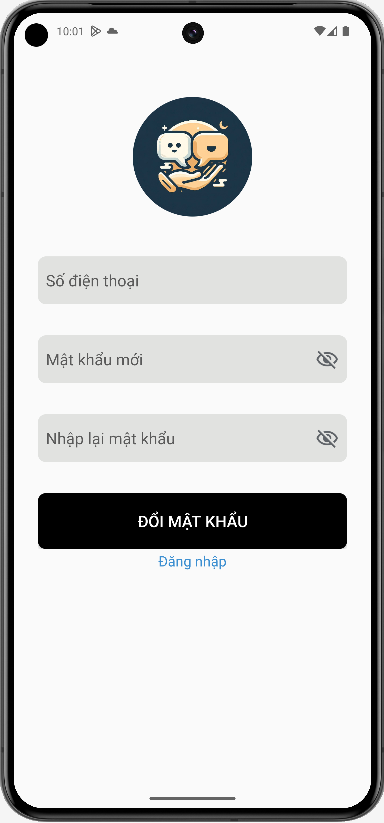 10:01
Số điện thoại
Mật khẩu mới
Nhập lại mật khẩu
ĐỔI MẬT KHẨU
Đăng nhập